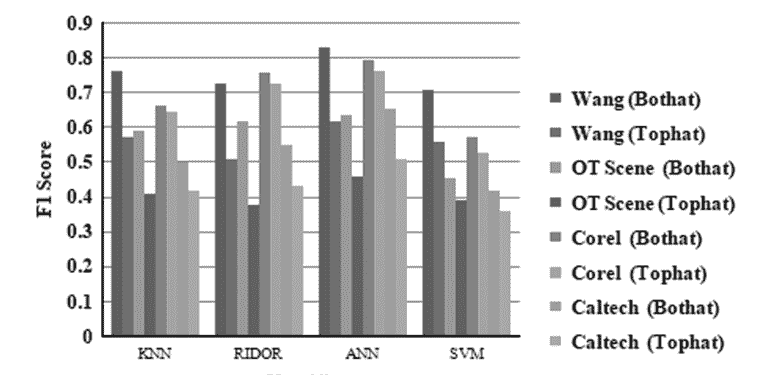 0.9
0.8
0.7
0.6
0.5
0.4
0.3
0.2
0.1
0
F1 Score
KNN RIDOR ANN SVM
Wang (Bothat)
Wang (Tophat)
OT Scene (Bothat)
OT Scene (Tophat)
Corel (Bothat)
Corel (Tophat)
Caltech (Bothat)
Caltech (Tophat)